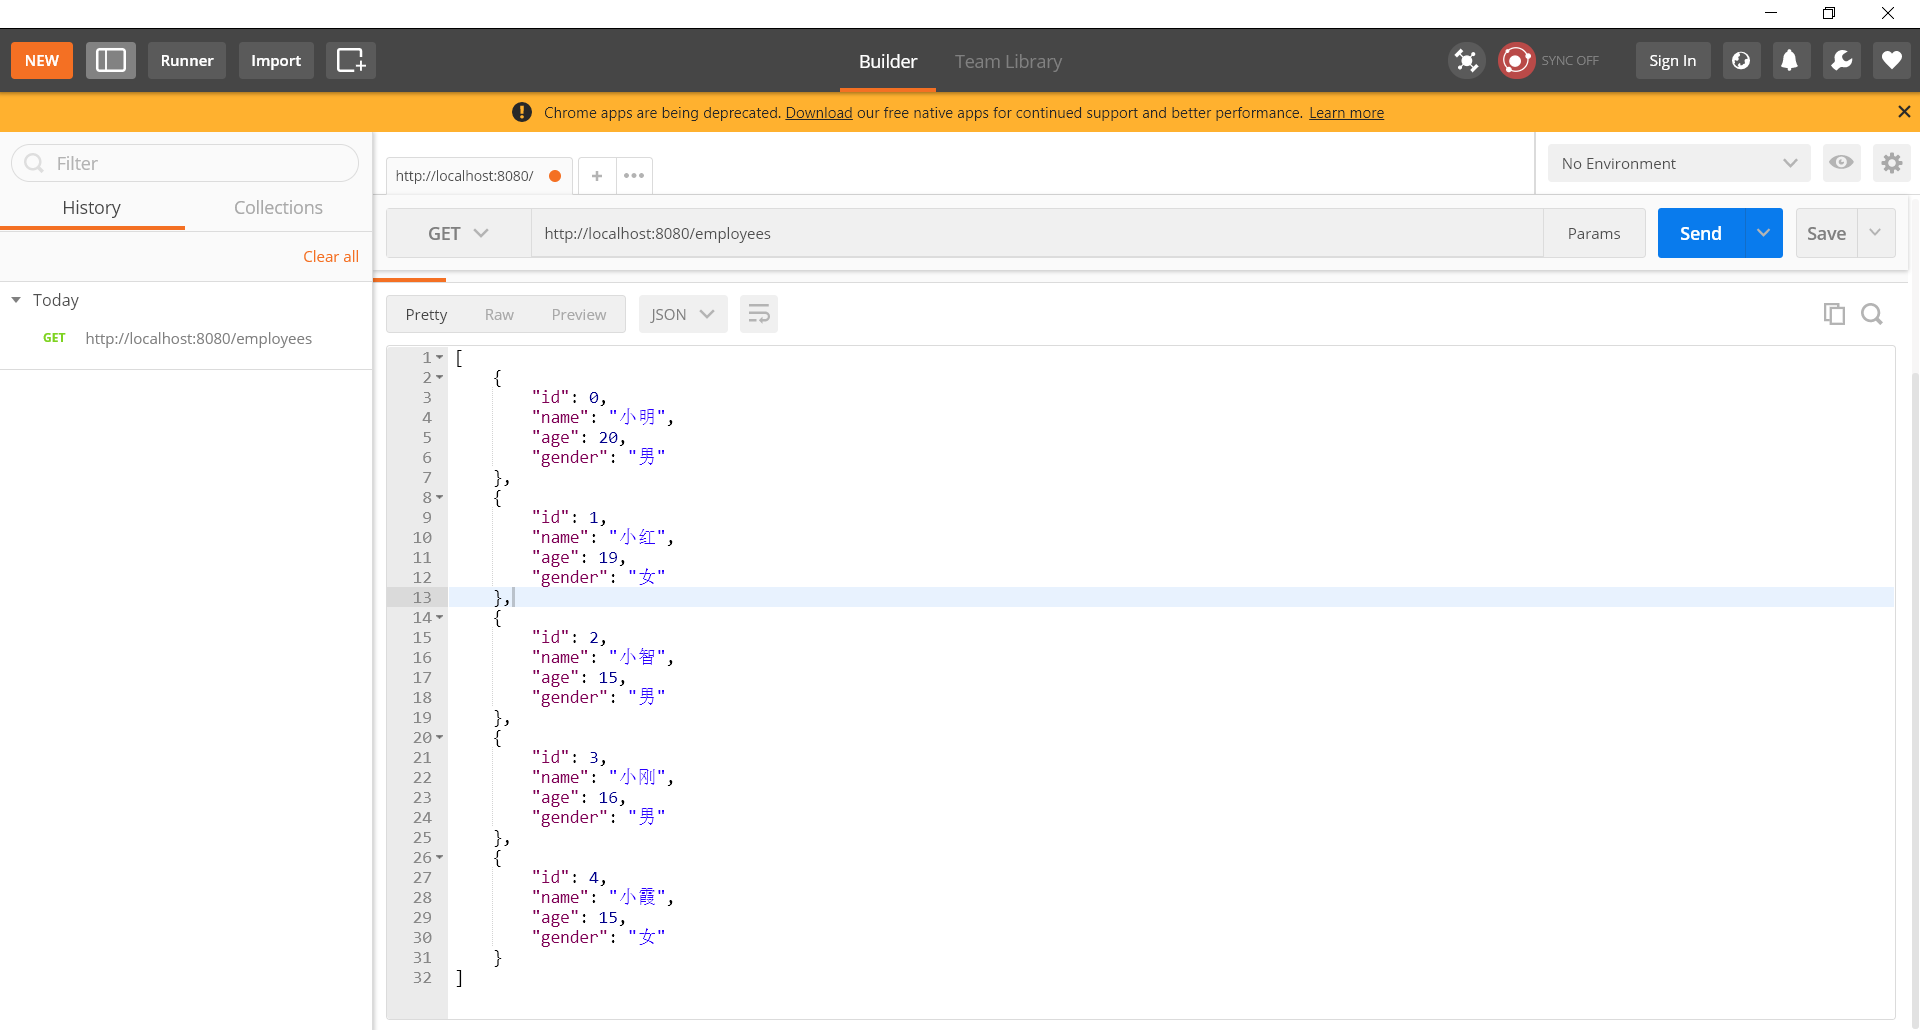 NEW Runner Import Builder Team Library SYNC OFF Sign In
Chrome apps are being deprecated. Download our free native apps for continued support and better performance. Learn more
Filter
History Collections
Clear all
Today
GET http://localhost:8080/employees
http://localhost:8080/ + ••• No Environment
GET http://localhost:8080/employees Params Send Save
Pretty Raw Preview JSON
1 [
2 {
3 "id": 0,
4 "name": "小明",
5 "age": 20,
6 "gender": "男"
7 },
8 {
9 "id": 1,
10 "name": "小红",
11 "age": 19,
12 "gender": "女"
13 },
14 {
15 "id": 2,
16 "name": "小智",
17 "age": 15,
18 "gender": "男"
19 },
20 {
21 "id": 3,
22 "name": "小刚",
23 "age": 16,
24 "gender": "男"
25 },
26 {
27 "id": 4,
28 "name": "小霞",
29 "age": 15,
30 "gender": "女"
31 }
32 ]